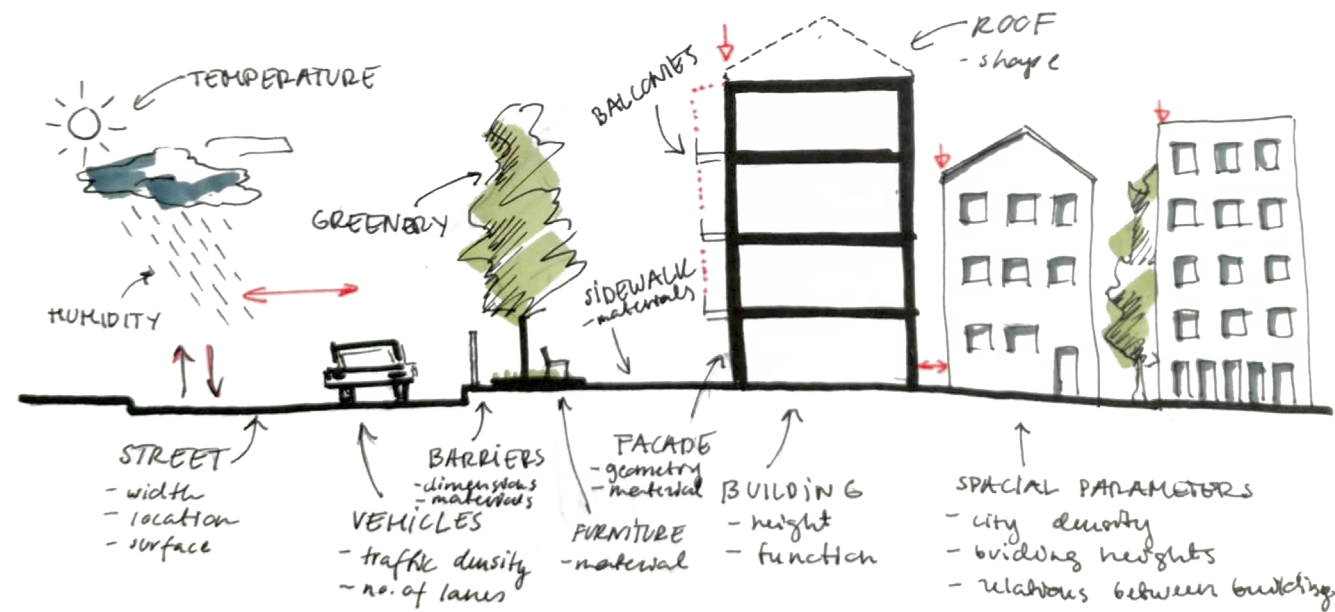 TEMPERATURE
HUMIDITY
GREENERY
BALCONIES
ROOF
- shape
SIDEWALK
- materials
STREET
- width
- location
- surface
VEHICLES
- traffic density
- no. of lanes
BARRIERS
- dimensions
- materials
FURNITURE
- material
FACADE
- geometry
- material
BUILDING
- height
- function
SPACIAL PARAMETERS
- city density
- building heights
- relations between building